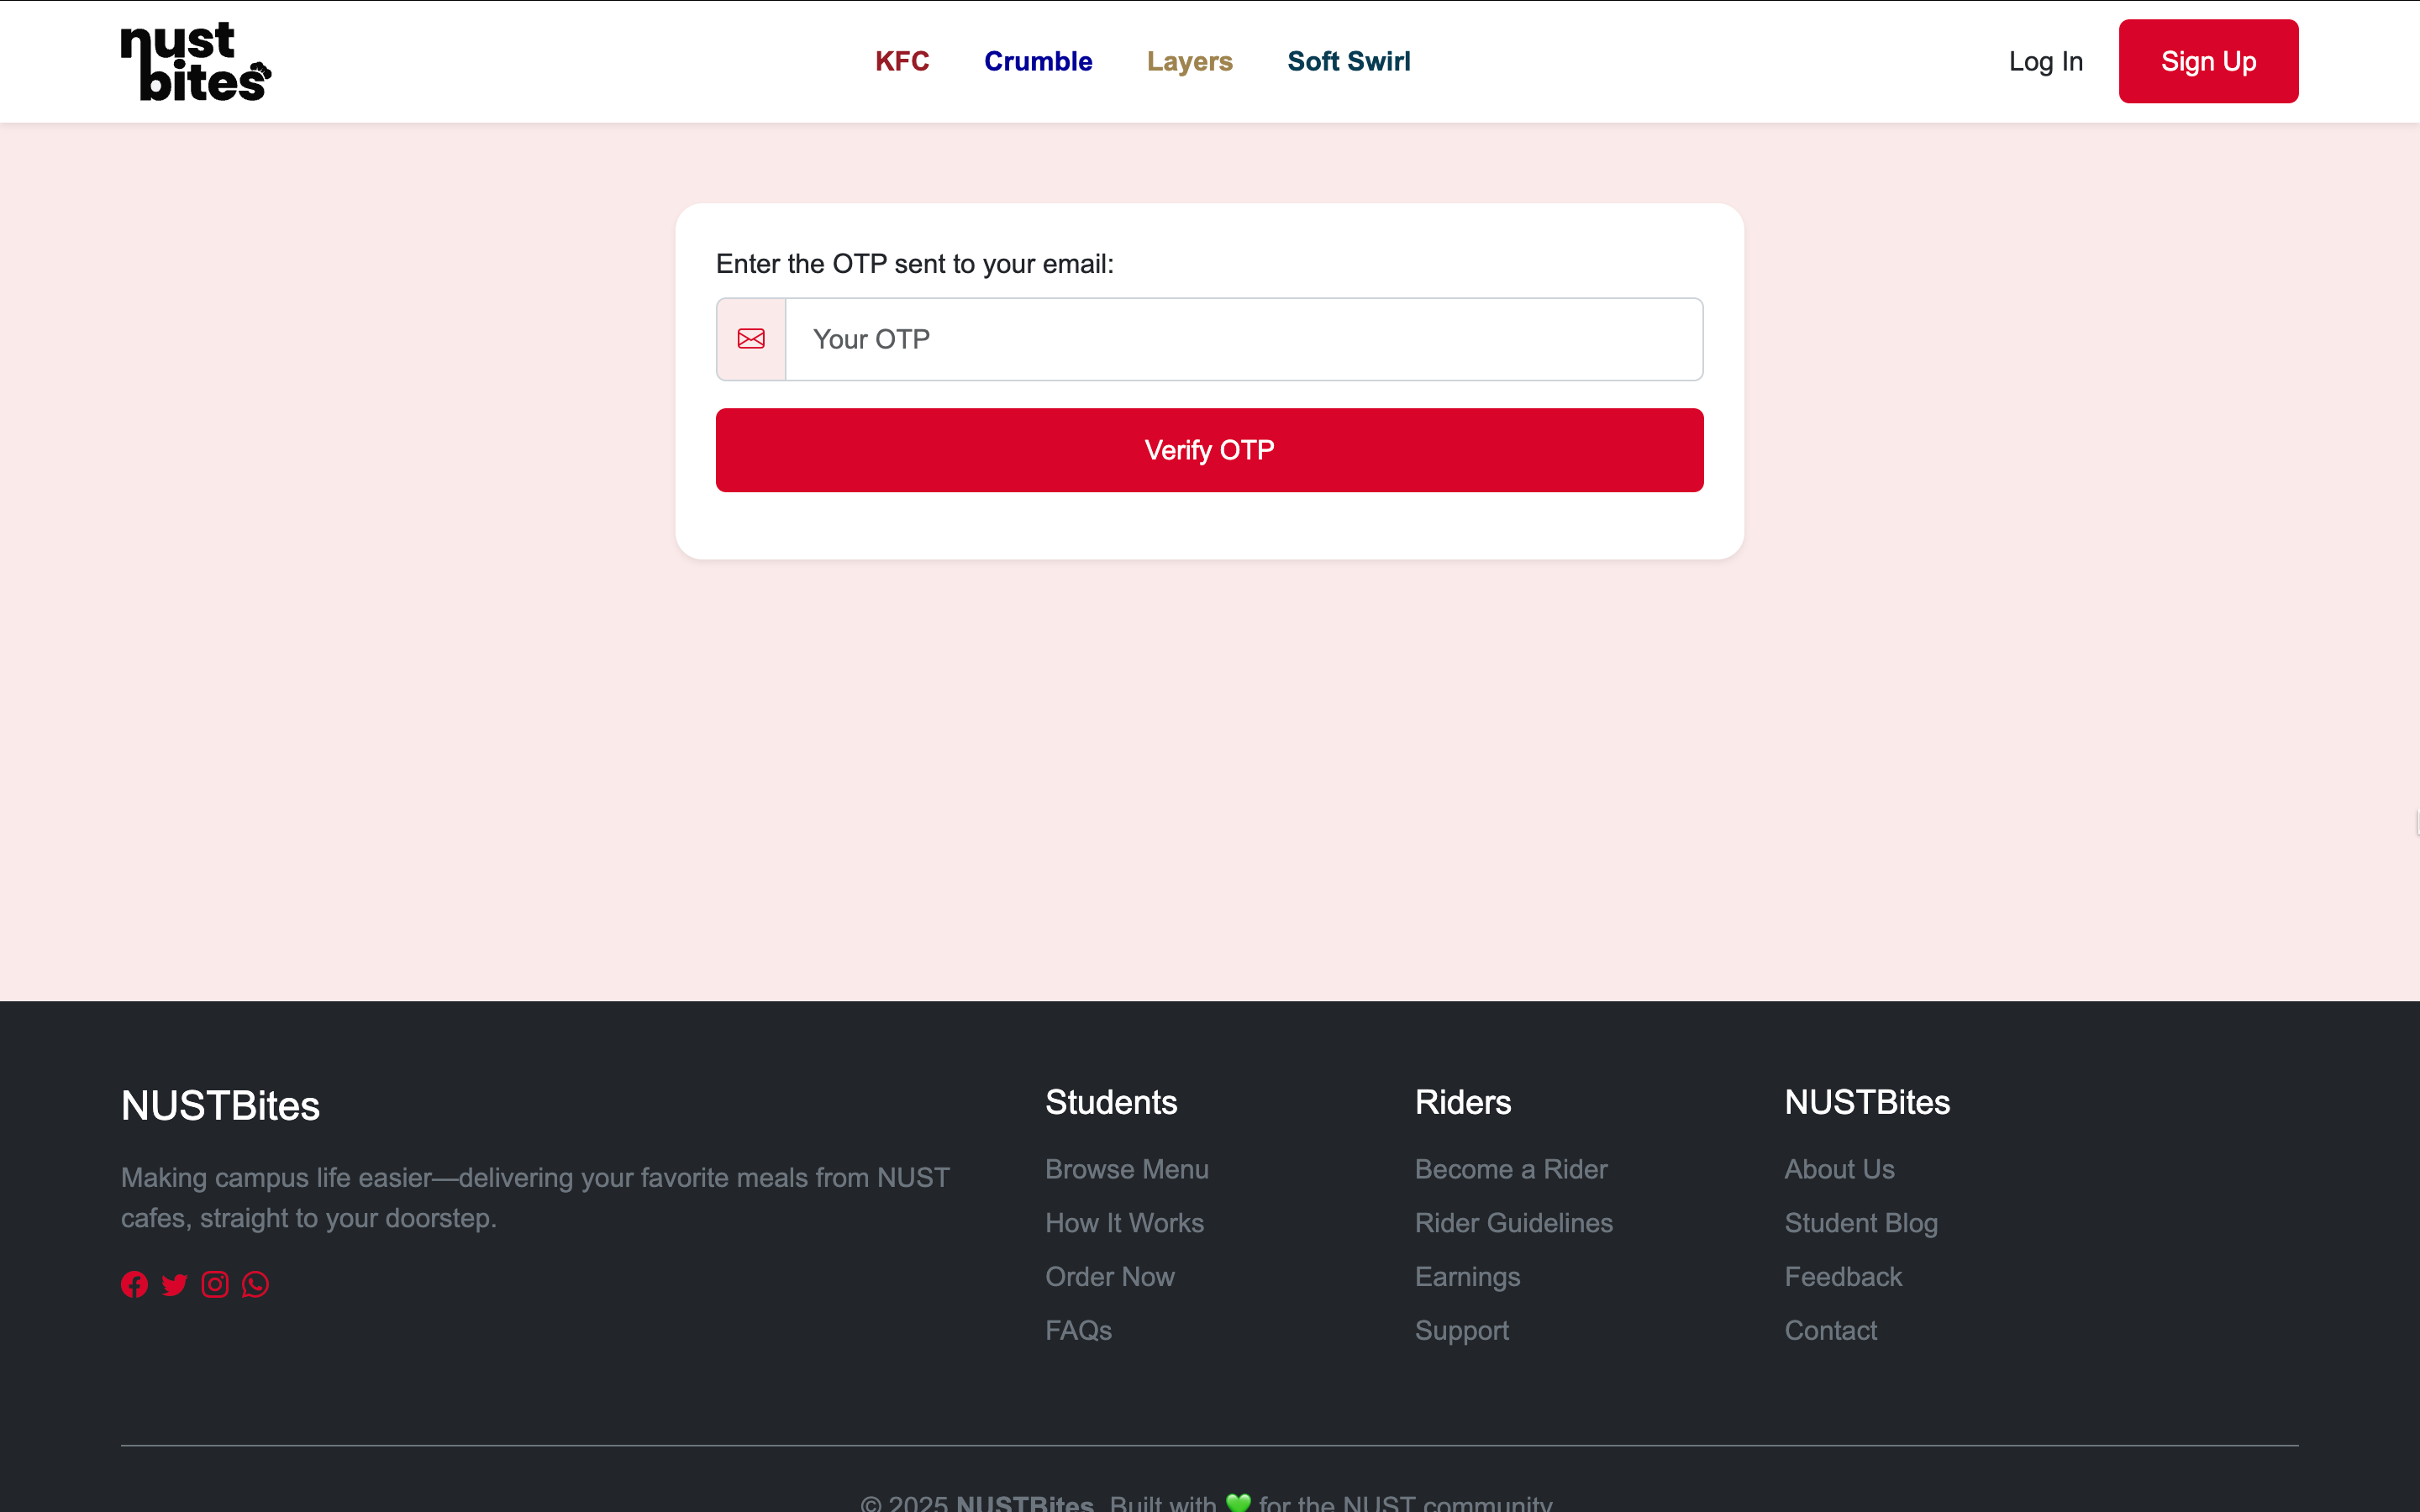 nust
bites
KFC Crumble Layers Soft Swirl
Log In Sign Up
Enter the OTP sent to your email:
Your OTP
Verify OTP
NUSTBites
Making campus life easier—delivering your favorite meals from NUST
cafes, straight to your doorstep.
Students
Browse Menu
How It Works
Order Now
FAQs
Riders
Become a Rider
Rider Guidelines
Earnings
Support
NUSTBites
About Us
Student Blog
Feedback
Contact
© 2025 NUSTBites. Built with 💚 for the NUST community